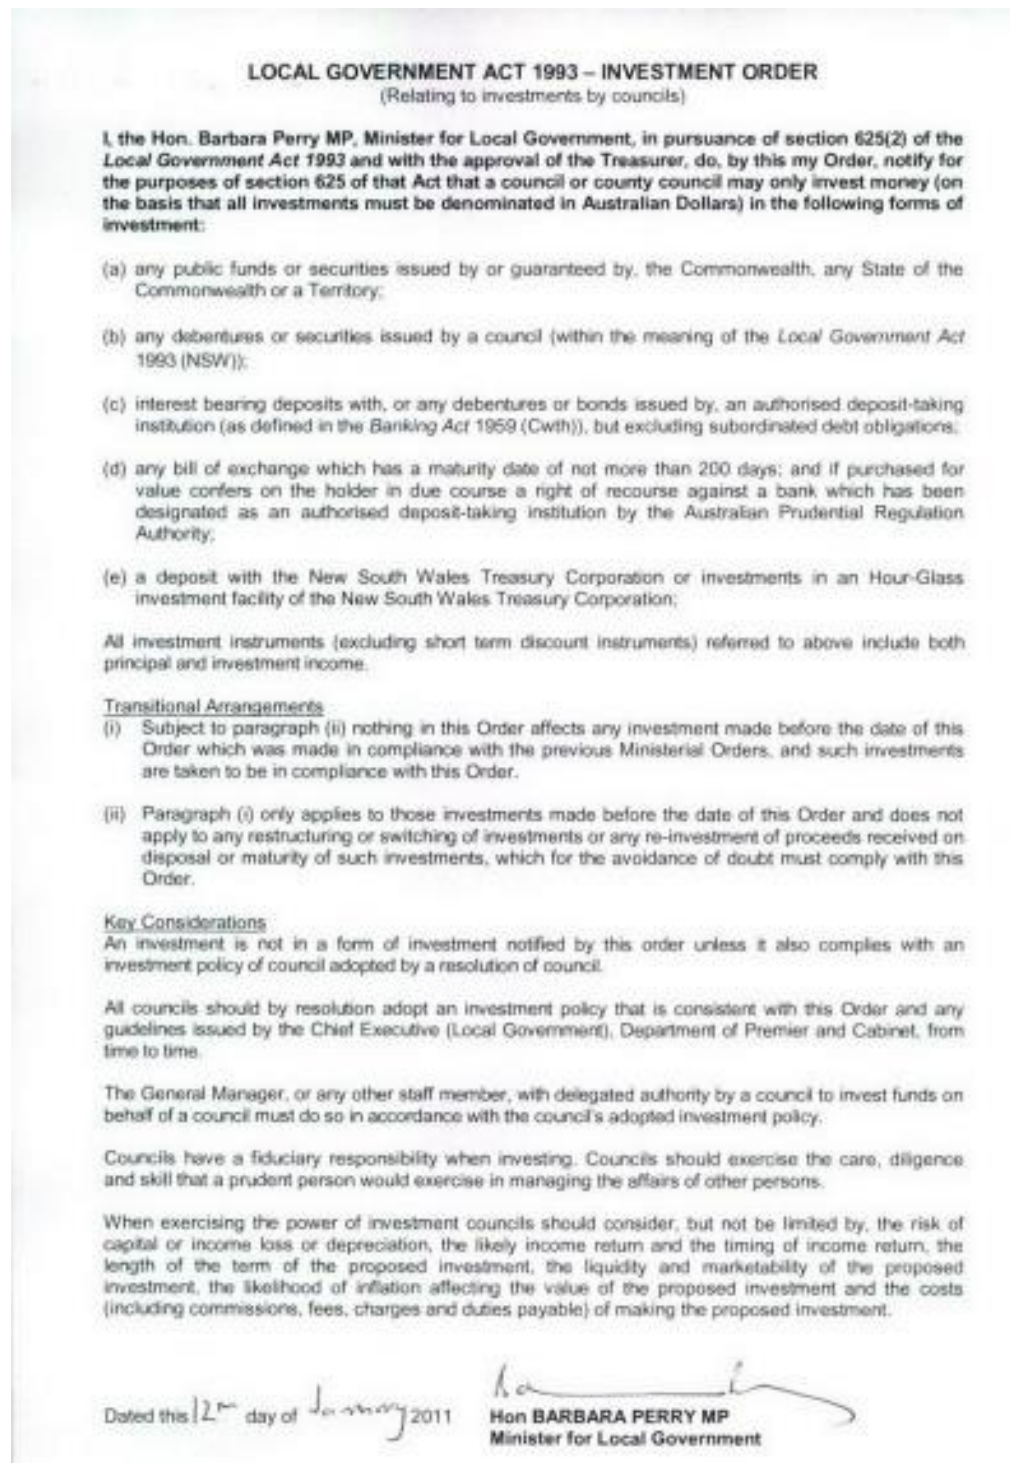 LOCAL GOVERNMENT ACT 1993 – INVESTMENT ORDER
(Relating to investments by councils)
I, the Hon. Barbara Perry MP, Minister for Local Government, in pursuance of section 625(2) of the
Local Government Act 1993 and with the approval of the Treasurer, do, by this my Order, notify for
the purposes of section 625 of that Act that a council or county council may only invest money (on
the basis that all investments must be denominated in Australian Dollars) in the following forms of
investment:
(a) any public funds or securities issued by or guaranteed by, the Commonwealth, any State of the
Commonwealth or a Territory;
(b) any debentures or securities issued by a council (within the meaning of the Local Government Act
1993 (NSW));
(c) interest bearing deposits with, or any debentures or bonds issued by, an authorised deposit-taking
institution (as defined in the Banking Act 1959 (Cwth)), but excluding subordinated debt obligations;
(d) any bill of exchange which has a maturity date of not more than 200 days; and if purchased for
value confers on the holder in due course a right of recourse against a bank which has been
designated as an authorised deposit-taking institution by the Australian Prudential Regulation
Authority;
(e) a deposit with the New South Wales Treasury Corporation or investments in an Hour-Glass
investment facility of the New South Wales Treasury Corporation;
All investment instruments (excluding short term discount instruments) referred to above include both
principal and investment income.
Transitional Arrangements
(i) Subject to paragraph (ii) nothing in this Order affects any investment made before the date of this
Order which was made in compliance with the previous Ministerial Orders, and such investments
are taken to be in compliance with this Order.
(ii) Paragraph (i) only applies to those investments made before the date of this Order and does not
apply to any restructuring or switching of investments or any re-investment of proceeds received on
disposal or maturity of such investments, which for the avoidance of doubt must comply with this
Order.
Key Considerations
An investment is not in a form of investment notified by this order unless it also complies with an
investment policy of council adopted by a resolution of council.
All councils should by resolution adopt an investment policy that is consistent with this Order and any
guidelines issued by the Chief Executive (Local Government), Department of Premier and Cabinet, from
time to time.
The General Manager, or any other staff member, with delegated authority by a council to invest funds on
behalf of a council must do so in accordance with the council's adopted investment policy.
Councils have a fiduciary responsibility when investing. Councils should exercise the care, diligence
and skill that a prudent person would exercise in managing the affairs of other persons.
When exercising the power of investment councils should consider, but not be limited by, the risk of
capital or income loss or depreciation, the likely income return and the timing of income return, the
length of the term of the proposed investment, the liquidity and marketability of the proposed
investment, the likelihood of inflation affecting the value of the proposed investment and the costs
(including commissions, fees, charges and duties payable) of making the proposed investment.
Dated this 12 day of January 2011
Hon BARBARA PERRY MP
Minister for Local Government